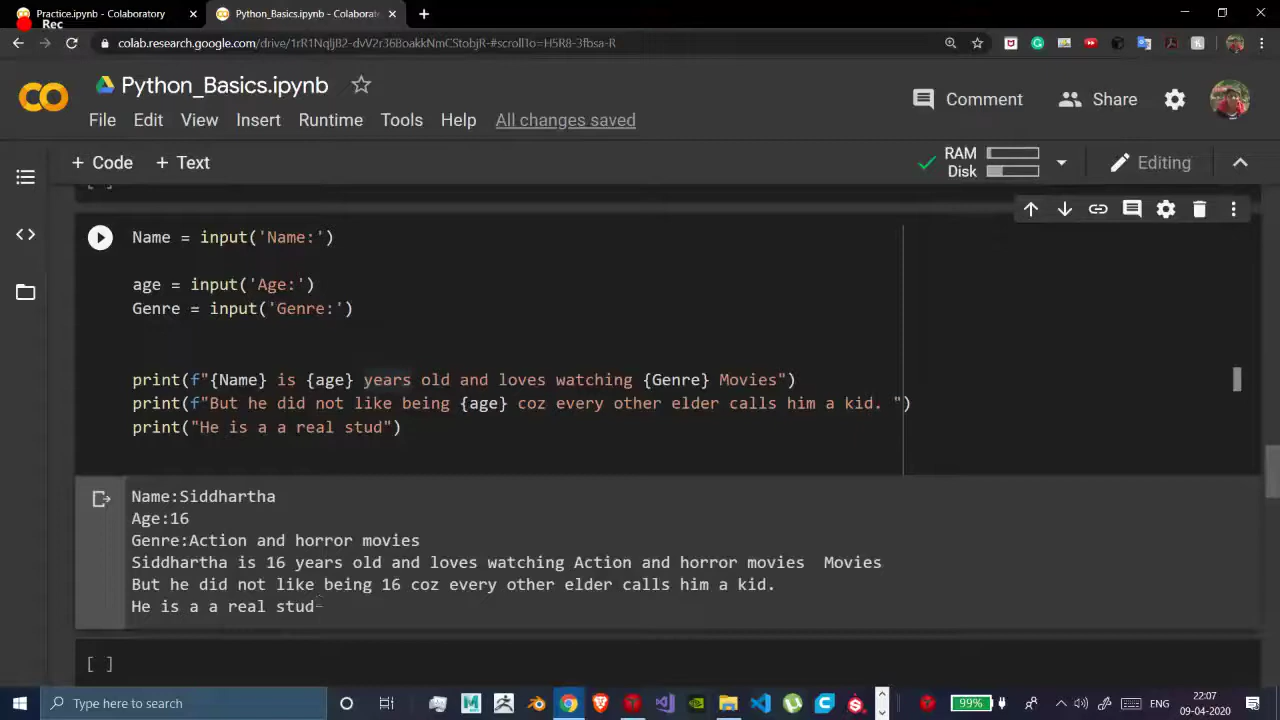 Practice.ipynb - Colaboratory
Python_Basics.ipynb - Colaborato
Rec
colab.research.google.com/drive/1rR1NqIjB2-dvV2r36BoakkNmCStobjR-#scrollTo=H5R8-3fbsa-R
Python_Basics.ipynb
Comment
Share
File Edit View Insert Runtime Tools Help All changes saved
+ Code + Text
RAM
Disk
Editing
[ ]
Name = input('Name:')
age = input('Age:')
Genre = input('Genre:')
print(f"{Name} is {age} years old and loves watching {Genre} Movies")
print(f"But he did not like being {age} coz every other elder calls him a kid. ")
print("He is a a real stud")
Name:Siddhartha
Age:16
Genre:Action and horror movies
Siddhartha is 16 years old and loves watching Action and horror movies  Movies
But he did not like being 16 coz every other elder calls him a kid.
He is a a real stud
[ ]
Type here to search
99%
ENG
22:07
09-04-2020